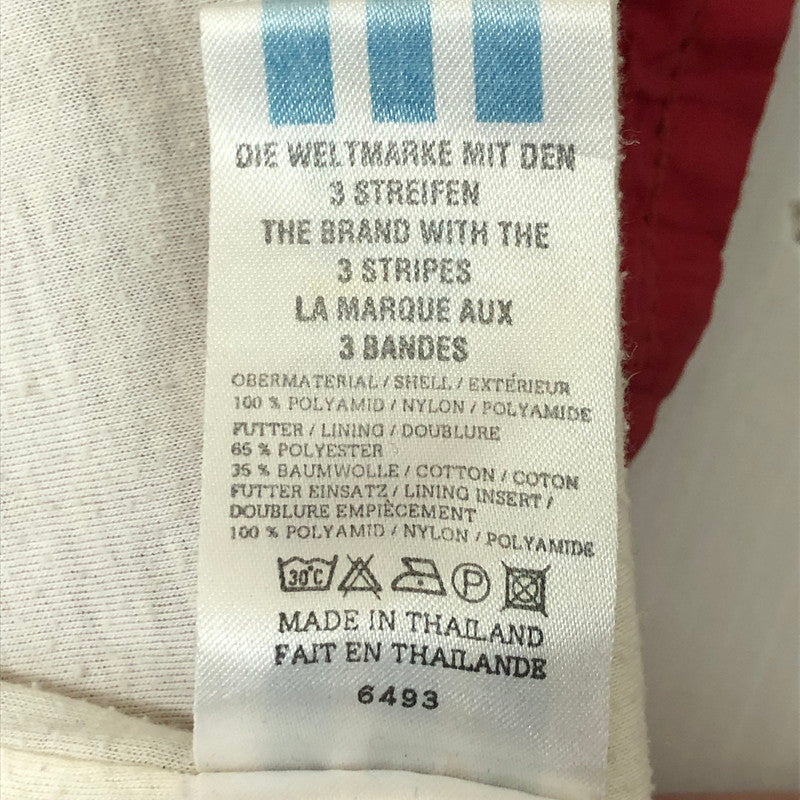 DIE WELTMARKE MIT DEN
3 STREIFEN
THE BRAND WITH THE
3 STRIPES
LA MARQUE AUX
3 BANDES
OBERMATERIAL / SHELL / EXTÉRIEUR
100 % POLYAMID / NYLON / POLYAMIDE
FUTTER / LINING / DOUBLURE
65 % POLYESTER
35 % BAUMWOLLE / COTTON / COTON
FUTTER EINSATZ / LINING INSERT /
DOUBLURE EMPIÈCEMENT
100 % POLYAMID / NYLON / POLYAMIDE
30°C P
MADE IN THAILAND
FAIT EN THAILANDE
6493